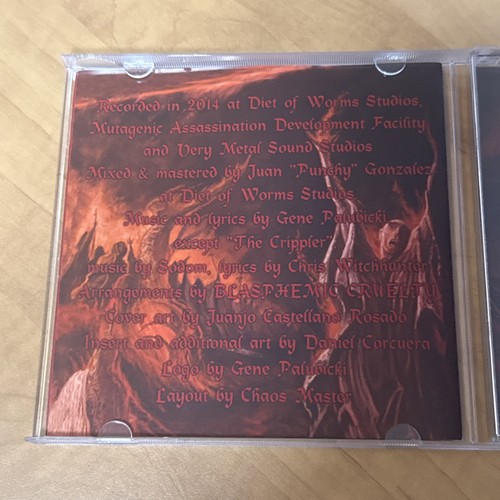 Recorded in 2014 at Diet of Worms Studios,
Mutagenic Assassination Development Facility
and Very Metal Sound Studios
Mixed & mastered by Juan "Punchy" Gonzalez
at Diet of Worms Studios
Music and lyrics by Gene Palubicki
except "The Crippler"
music by Sodom, lyrics by Chris Witchhunter
Arrangements by BLASPHEMIC CRUELTY
Cover art by Juanjo Castellano Rosado
Insert and additional art by Daniel Corcuera
Logo by Gene Palubicki
Layout by Chaos Master